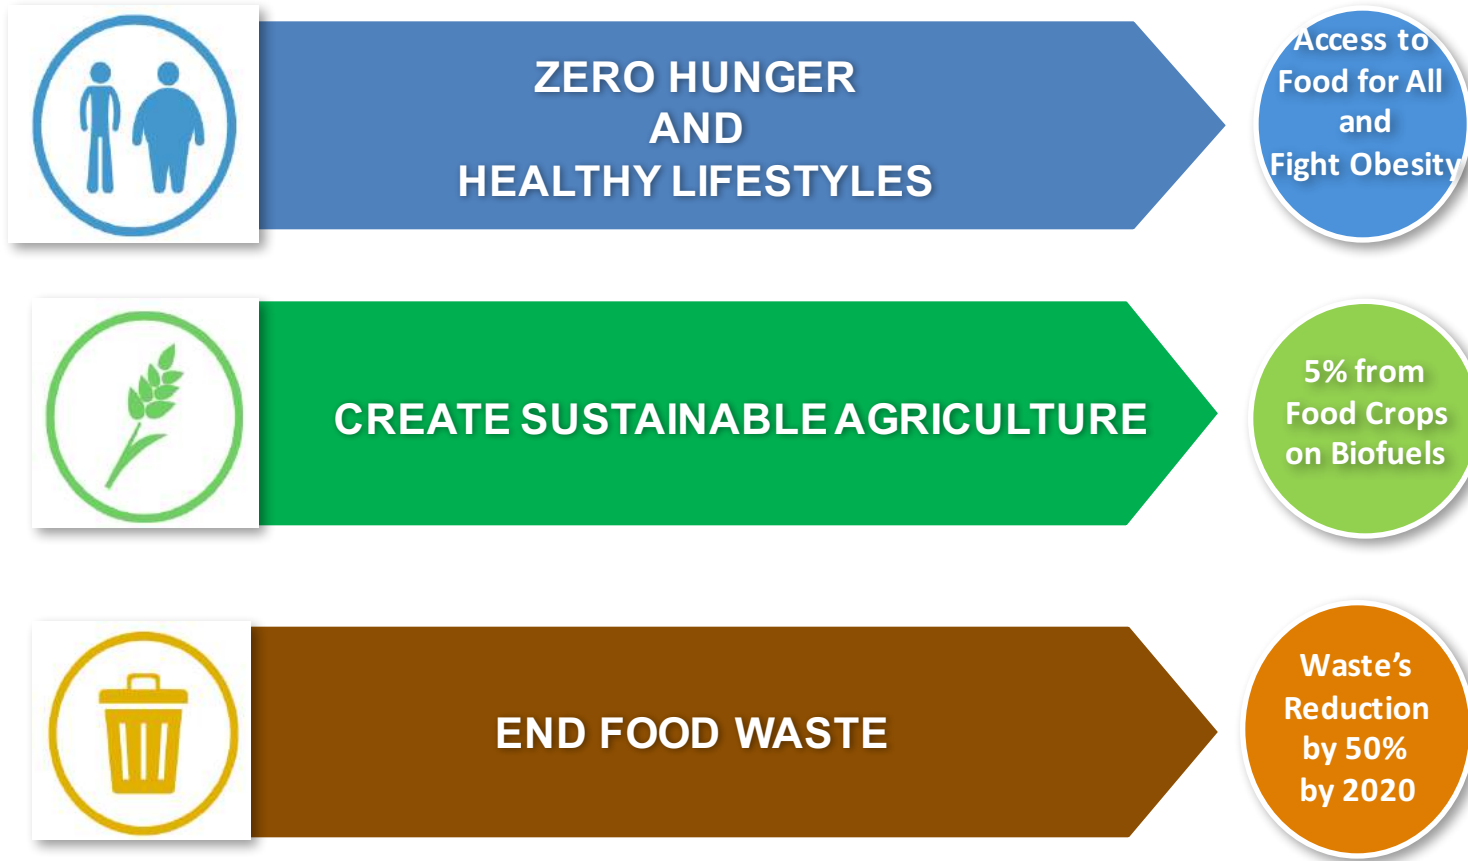 ZERO HUNGER
AND
HEALTHY LIFESTYLES
Access to
Food for All
and
Fight Obesity
CREATE SUSTAINABLE AGRICULTURE
5% from
Food Crops
on Biofuels
END FOOD WASTE
Waste’s
Reduction
by 50%
by 2020